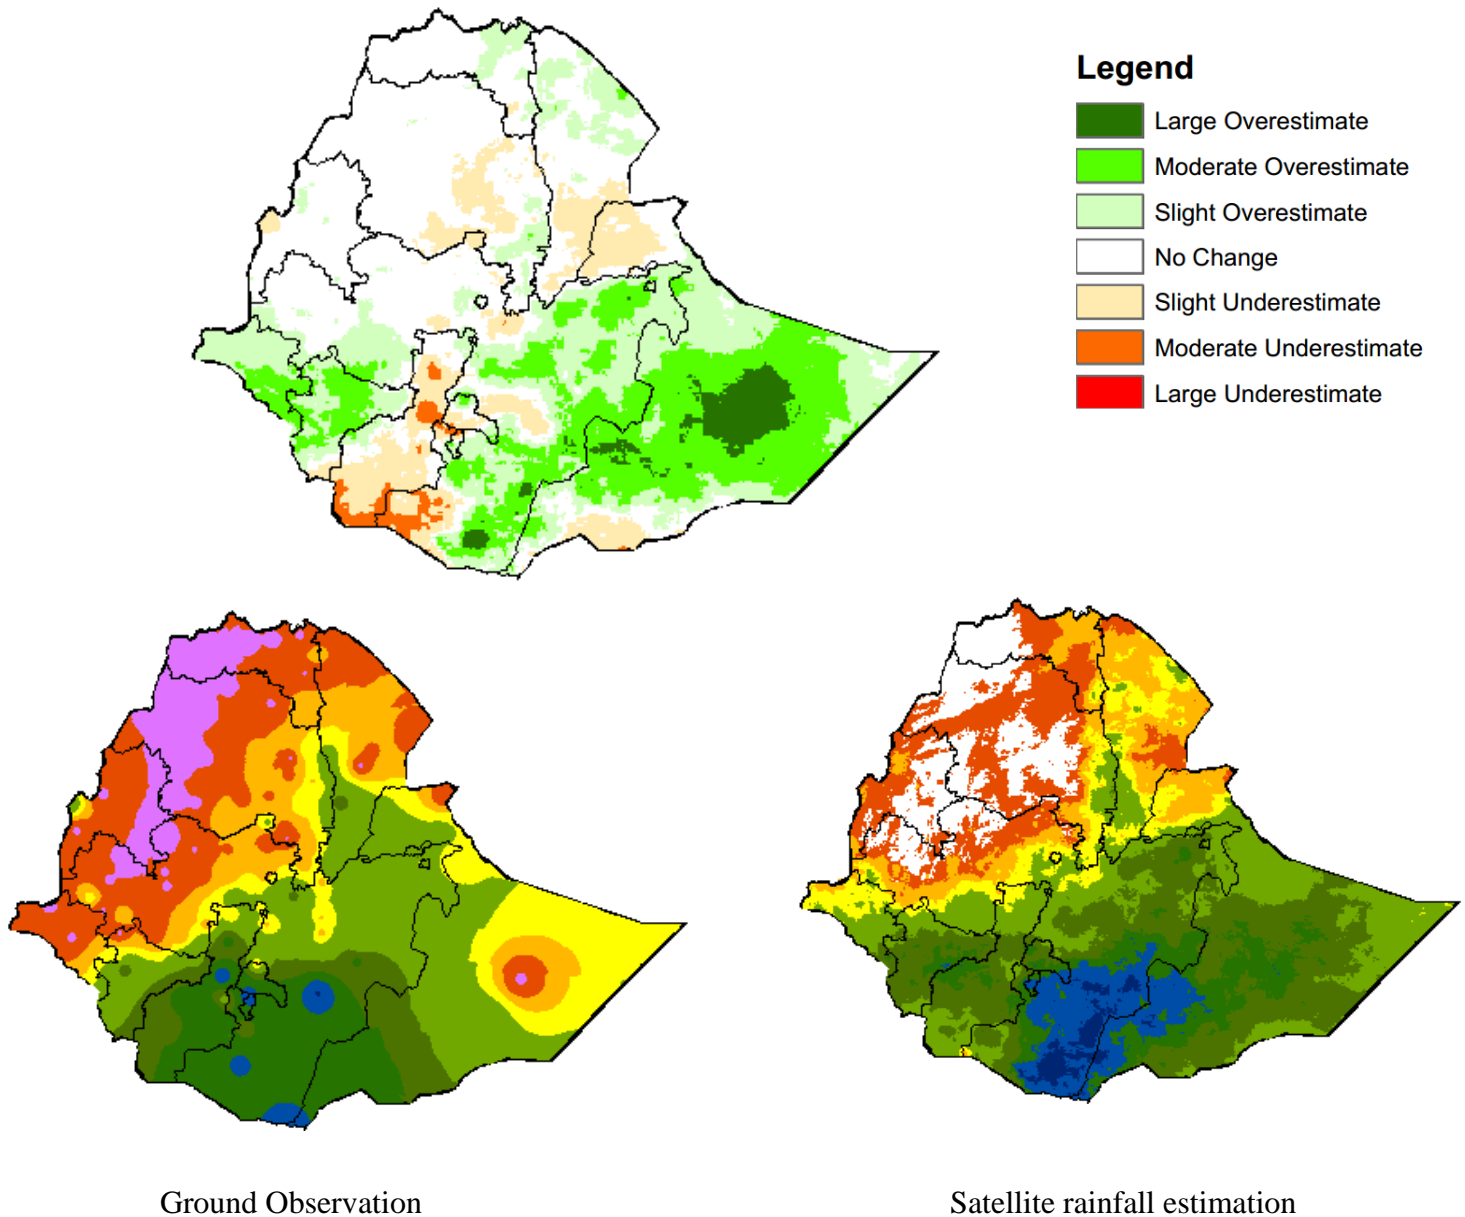 Legend
Large Overestimate
Moderate Overestimate
Slight Overestimate
No Change
Slight Underestimate
Moderate Underestimate
Large Underestimate
Ground Observation
Satellite rainfall estimation